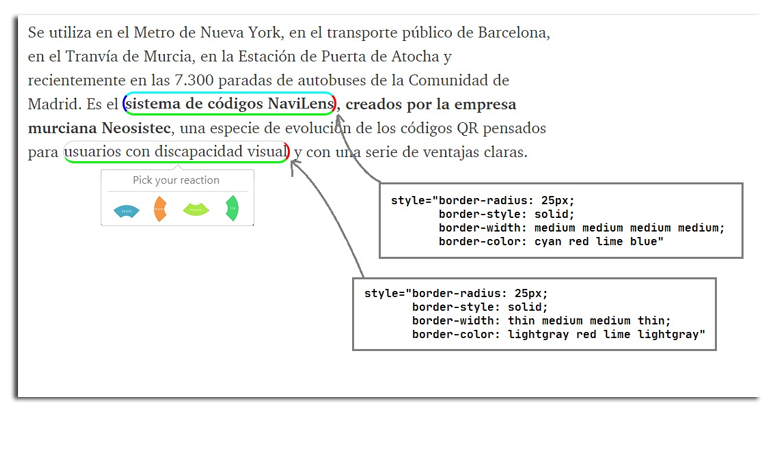 Se utiliza en el Metro de Nueva York, en el transporte público de Barcelona,
en el Tranvía de Murcia, en la Estación de Puerta de Atocha y
recientemente en las 7.300 paradas de autobuses de la Comunidad de
Madrid. Es el sistema de códigos NaviLens, creados por la empresa
murciana Neosistec, una especie de evolución de los códigos QR pensados
para usuarios con discapacidad visual y con una serie de ventajas claras.
Pick your reaction
style="border-radius: 25px;
border-style: solid;
border-width: medium medium medium medium;
border-color: cyan red lime blue"
style="border-radius: 25px;
border-style: solid;
border-width: thin medium medium thin;
border-color: lightgray red lime lightgray"